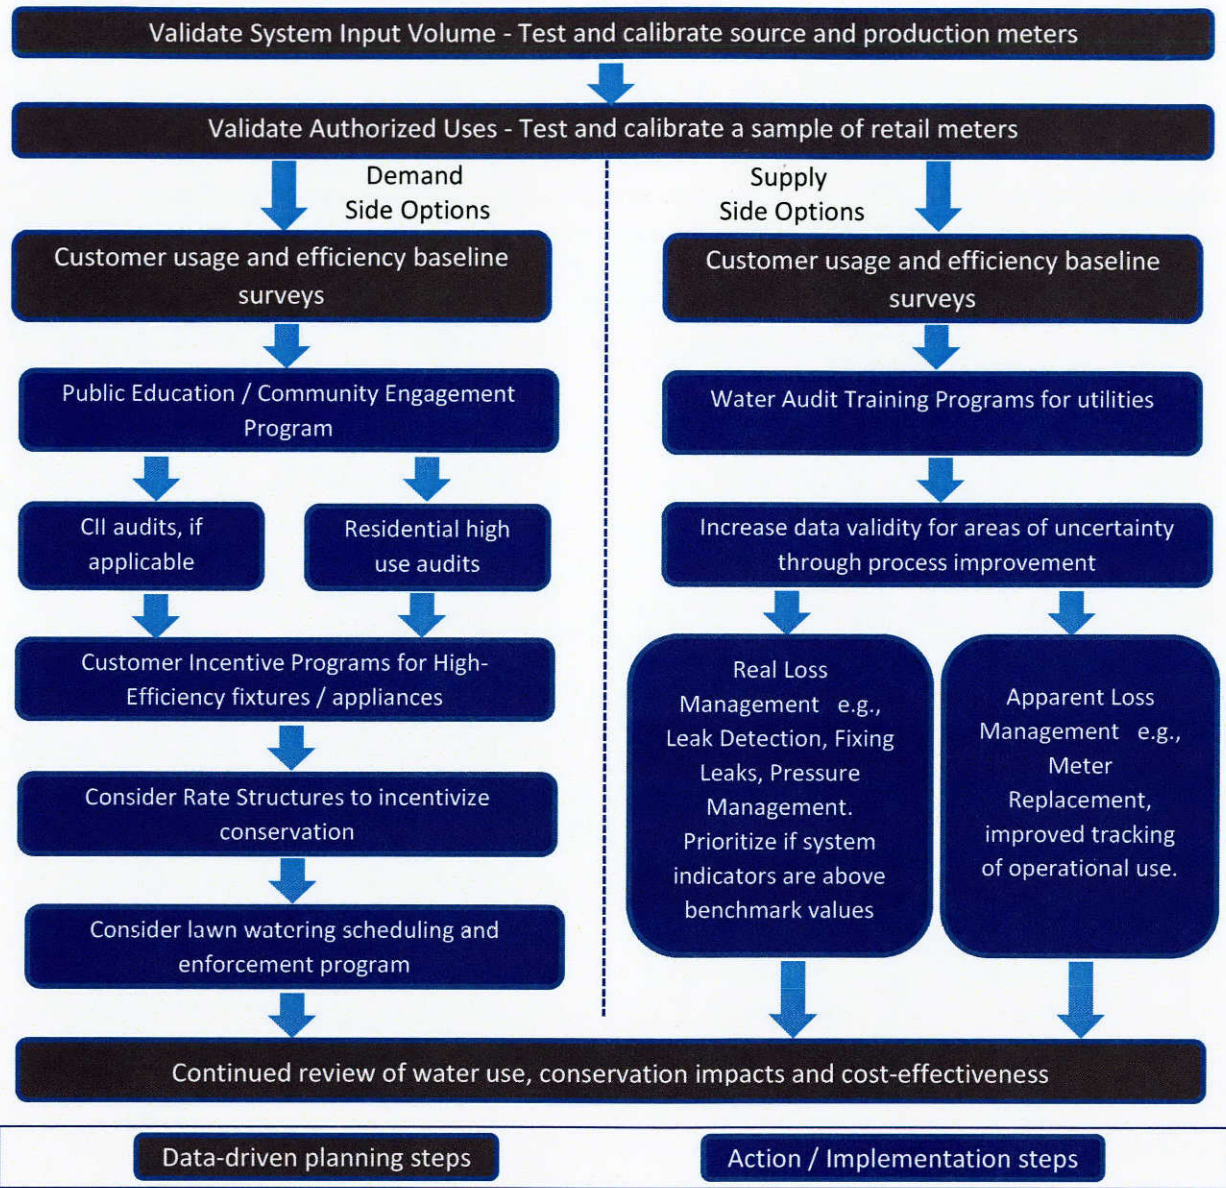 Validate System Input Volume - Test and calibrate source and production meters
Validate Authorized Uses - Test and calibrate a sample of retail meters
Demand
Side Options
Customer usage and efficiency baseline
surveys
Public Education / Community Engagement
Program
CII audits, if
applicable
Residential high
use audits
Customer Incentive Programs for High-
Efficiency fixtures / appliances
Consider Rate Structures to incentivize
conservation
Consider lawn watering scheduling and
enforcement program
Supply
Side Options
Customer usage and efficiency baseline
surveys
Water Audit Training Programs for utilities
Increase data validity for areas of uncertainty
through process improvement
Real Loss
Management e.g.,
Leak Detection, Fixing
Leaks, Pressure
Management.
Prioritize if system
indicators are above
benchmark values
Apparent Loss
Management e.g.,
Meter
Replacement,
improved tracking
of operational use.
Continued review of water use, conservation impacts and cost-effectiveness
Data-driven planning steps
Action / Implementation steps